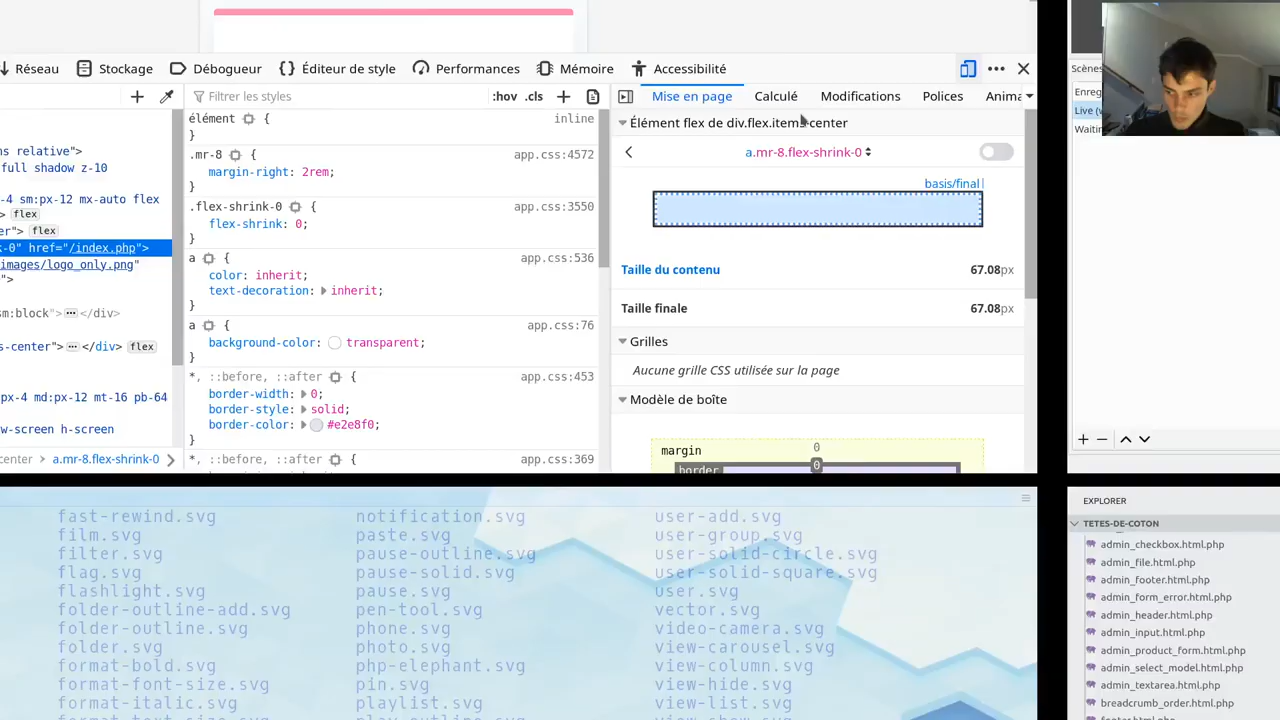 Réseau Stockage Débogueur Éditeur de style Performances Mémoire Accessibilité
Scènes
Filtrer les styles :hov .cls
Mise en page Calculé Modifications Polices Anima
Enreg
Live (v
Waitin
élément { inline
}
.mr-8 { app.css:4572
margin-right: 2rem;
}
.flex-shrink-0 { app.css:3550
flex-shrink: 0;
}
a { app.css:536
color: inherit;
text-decoration: inherit;
}
a { app.css:76
background-color: transparent;
}
*, ::before, ::after { app.css:453
border-width: 0;
border-style: solid;
border-color: #e2e8f0;
}
*, ::before, ::after { app.css:369
ns relative">
full shadow z-10
-4 sm:px-12 mx-auto flex
> flex
er"> flex
k-0" href="/index.php">
images/logo_only.png"
">
sm:block"> </div>
s-center"> </div> flex
px-4 md:px-12 mt-16 pb-64
w-screen h-screen
center a.mr-8.flex-shrink-0
Élément flex de div.flex.items-center
a.mr-8.flex-shrink-0
basis/final
Taille du contenu 67.08px
Taille finale 67.08px
Grilles
Aucune grille CSS utilisée sur la page
Modèle de boîte
margin 0
border 0
fast-rewind.svg notification.svg user-add.svg
film.svg paste.svg user-group.svg
filter.svg pause-outline.svg user-solid-circle.svg
flag.svg pause-solid.svg user-solid-square.svg
flashlight.svg pause.svg user.svg
folder-outline-add.svg pen-tool.svg vector.svg
folder-outline.svg phone.svg video-camera.svg
folder.svg photo.svg view-carousel.svg
format-bold.svg php-elephant.svg view-column.svg
format-font-size.svg pin.svg view-hide.svg
format-italic.svg playlist.svg view-list.svg
EXPLORER
TETES-DE-COTON
admin_checkbox.html.php
admin_file.html.php
admin_footer.html.php
admin_form_error.html.php
admin_header.html.php
admin_input.html.php
admin_product_form.html.php
admin_select_model.html.php
admin_textarea.html.php
breadcrumb_order.html.php